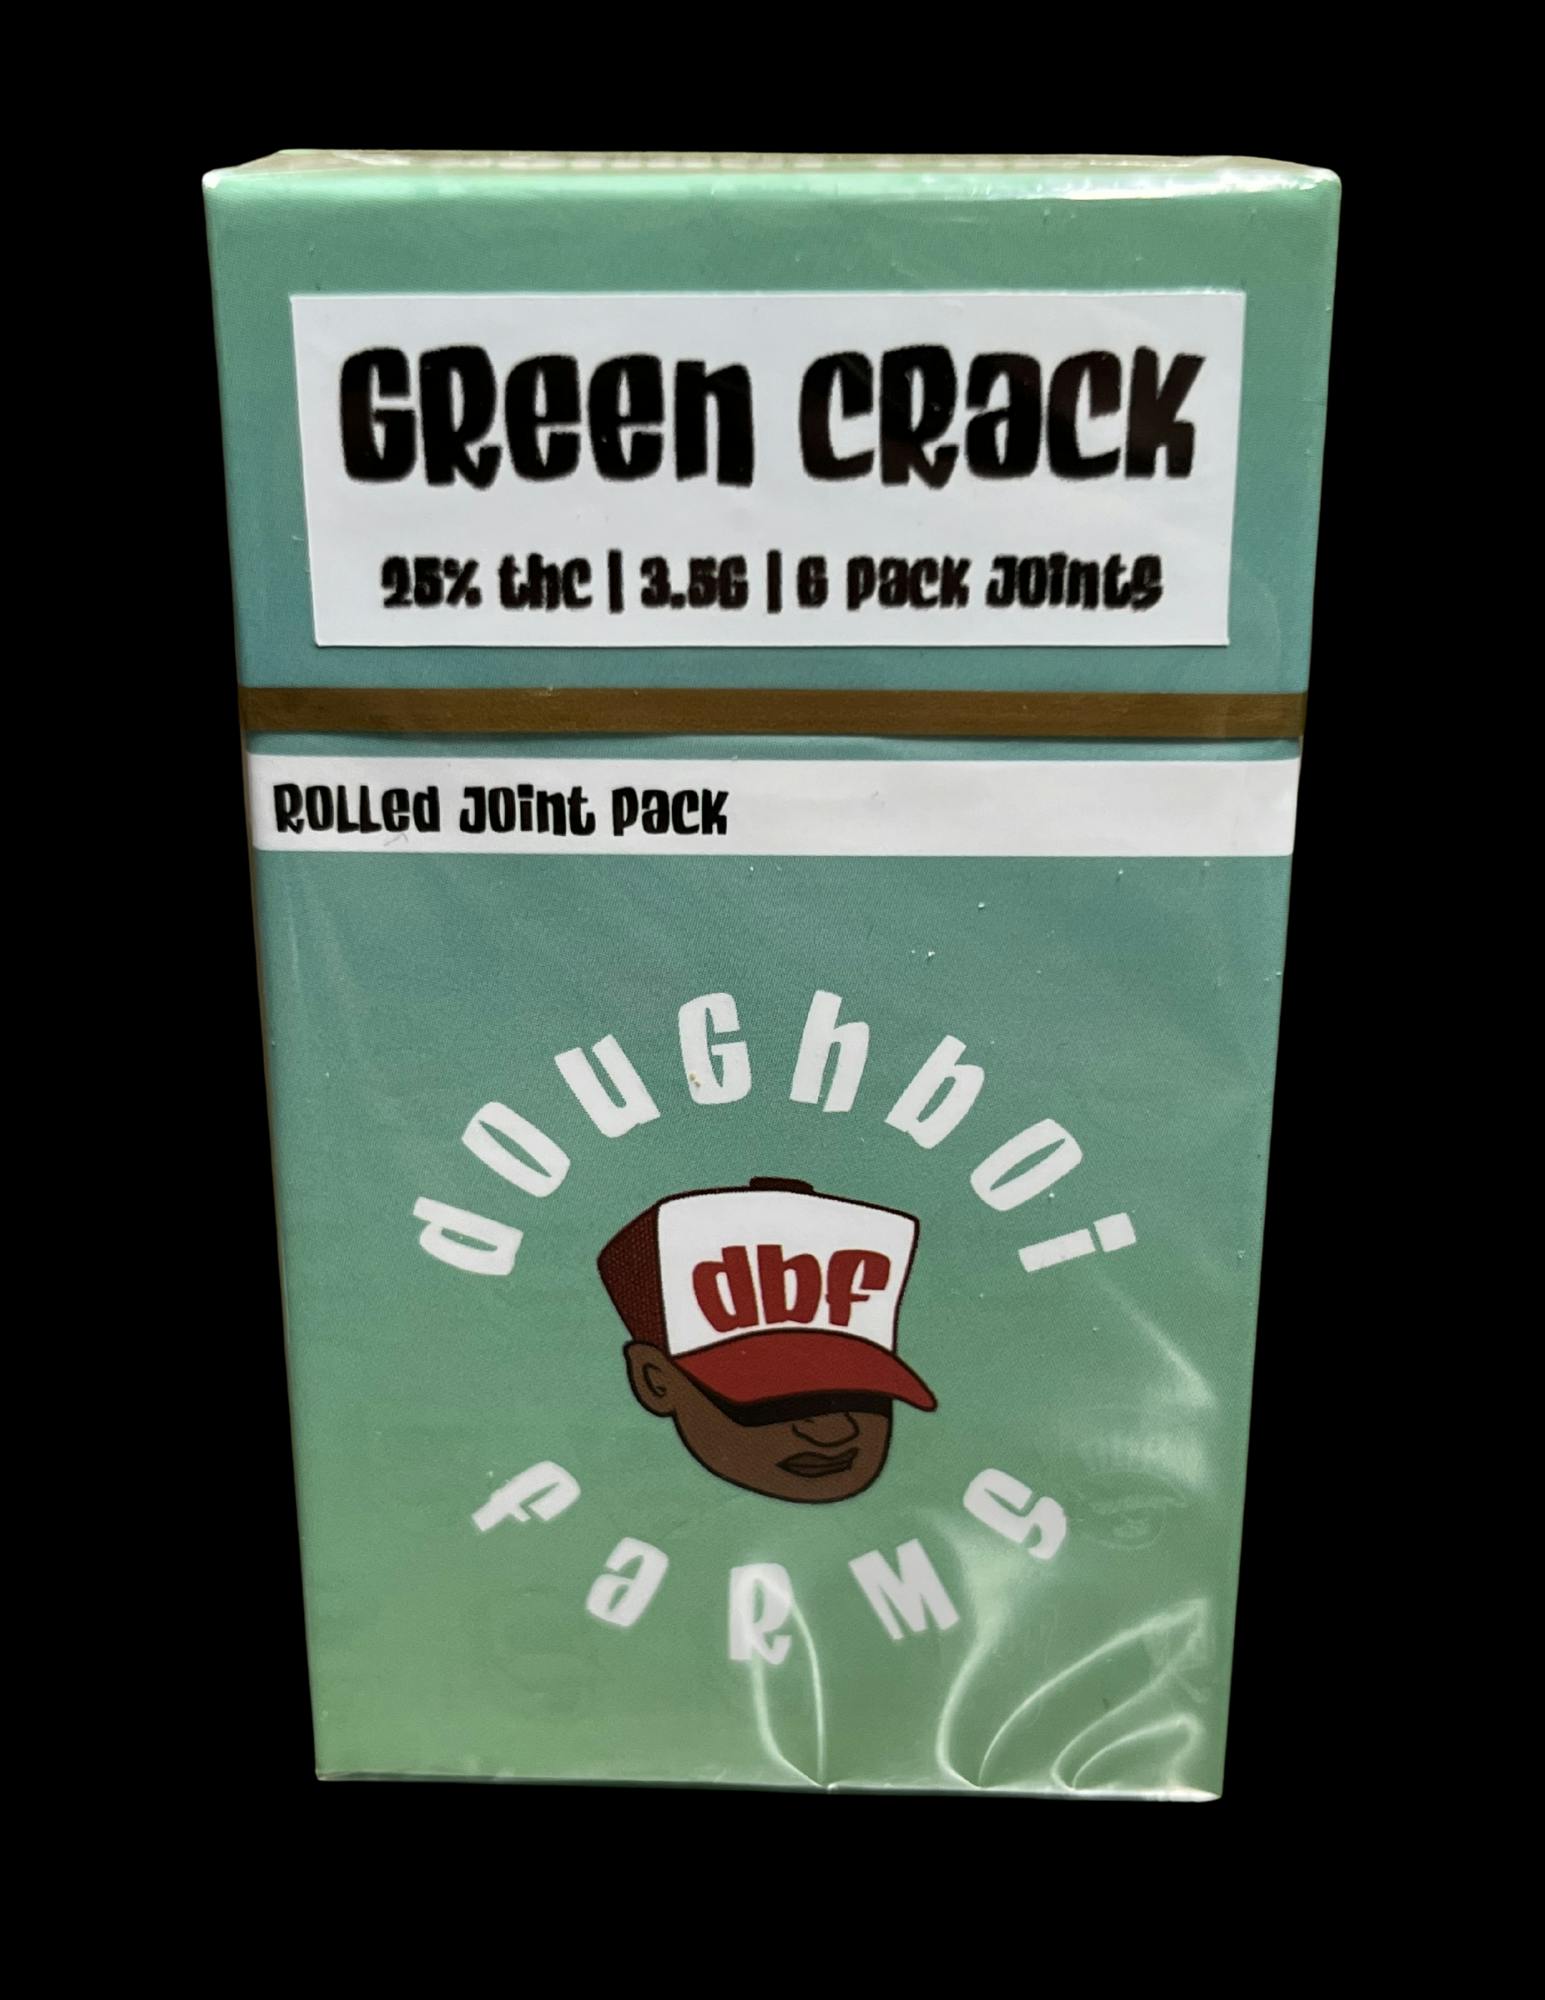 Green Crack
25% thc | 3.5G | 6 Pack Joints
Rolled Joint Pack
doughboi
dbf
farms